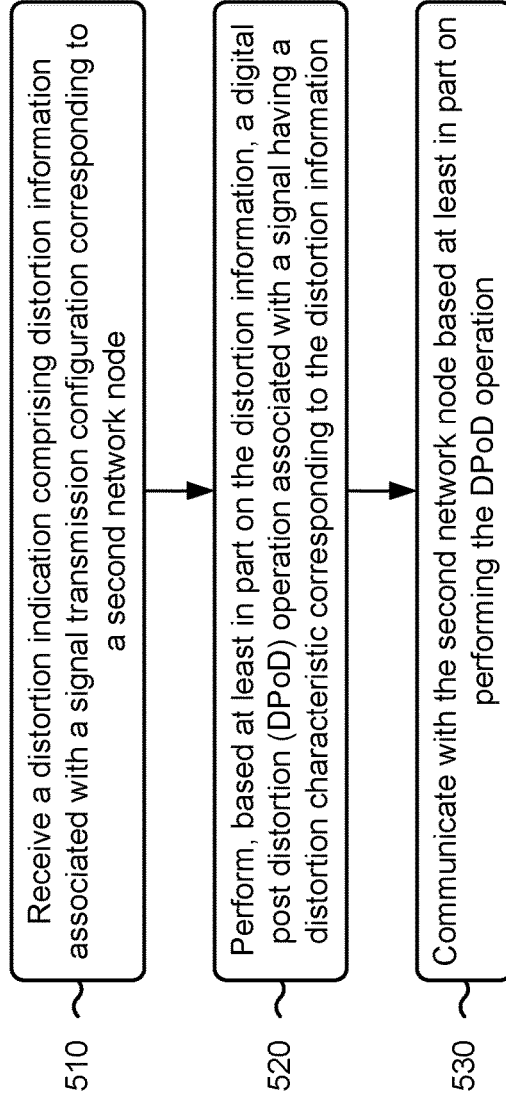 510
Receive a distortion indication comprising distortion information
associated with a signal transmission configuration corresponding to
a second network node
520
Perform, based at least in part on the distortion information, a digital
post distortion (DPoD) operation associated with a signal having a
distortion characteristic corresponding to the distortion information
530
Communicate with the second network node based at least in part on
performing the DPoD operation